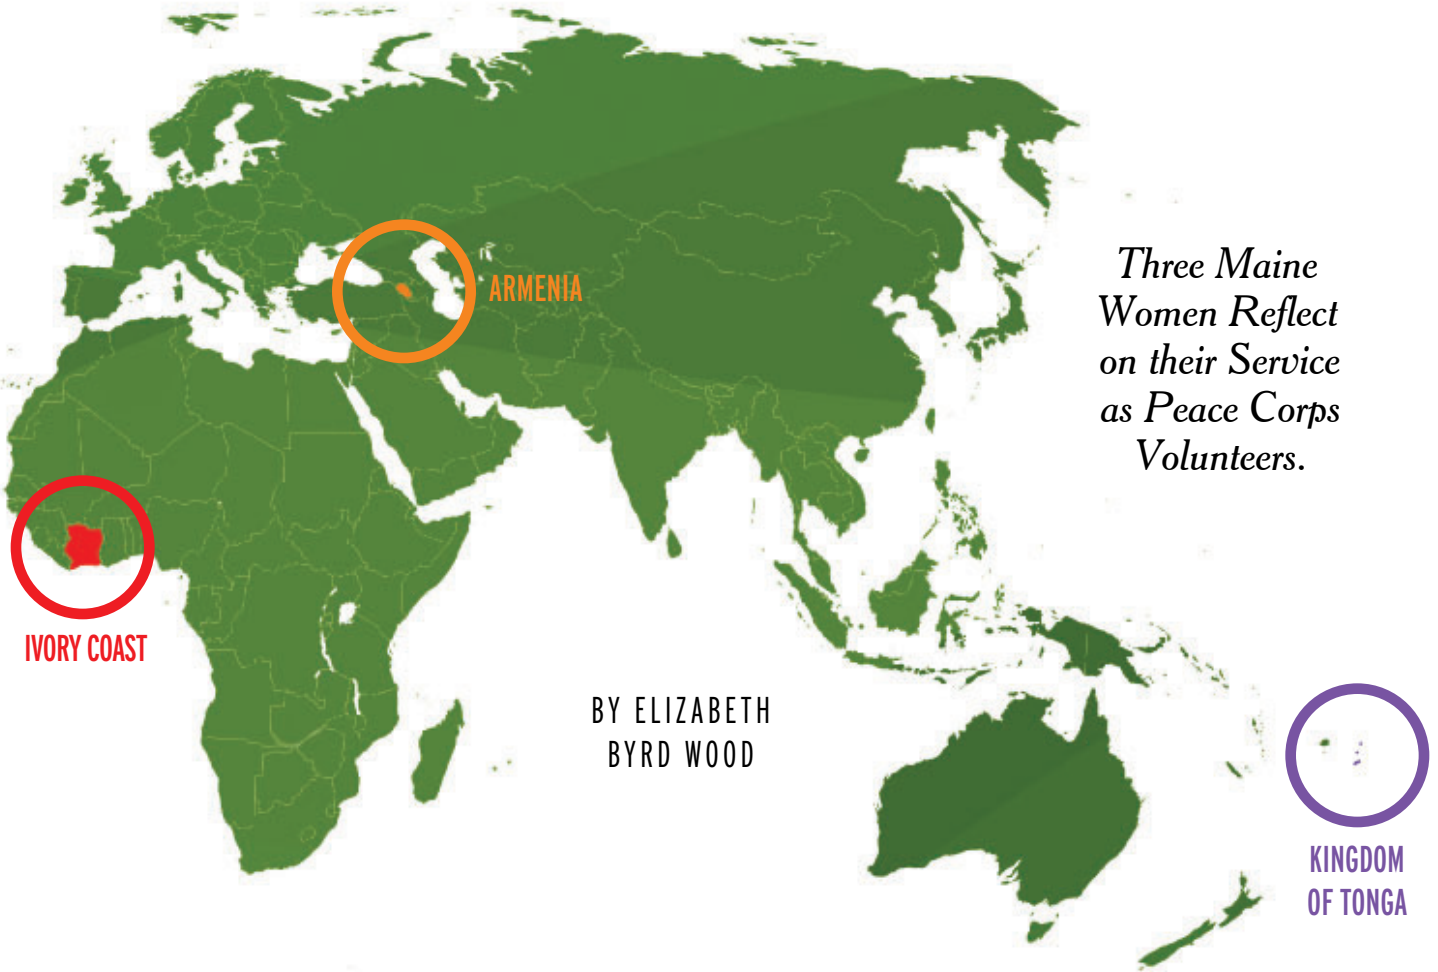 ARMENIA
Three Maine
Women Reflect
on their Service
as Peace Corps
Volunteers.
IVORY COAST
BY ELIZABETH
BYRD WOOD
KINGDOM
OF TONGA